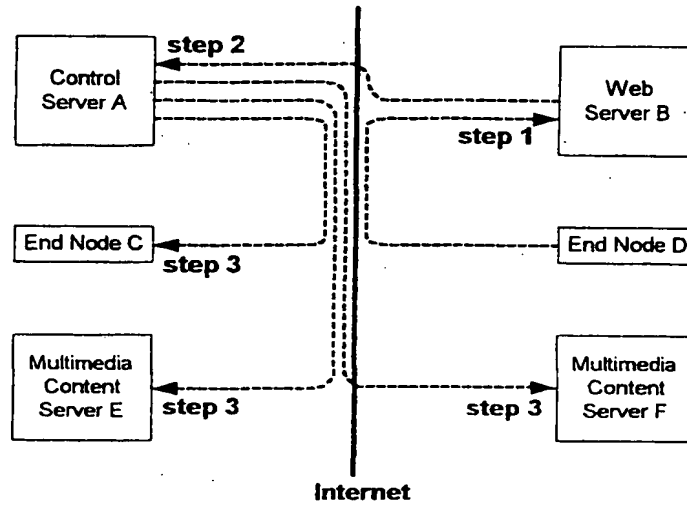 step 2
Control
Server A
Web
Server B
step 1
End Node C
step 3
End Node D
Multimedia
Content
Server E
step 3
step 3
Multimedia
Content
Server F
Internet